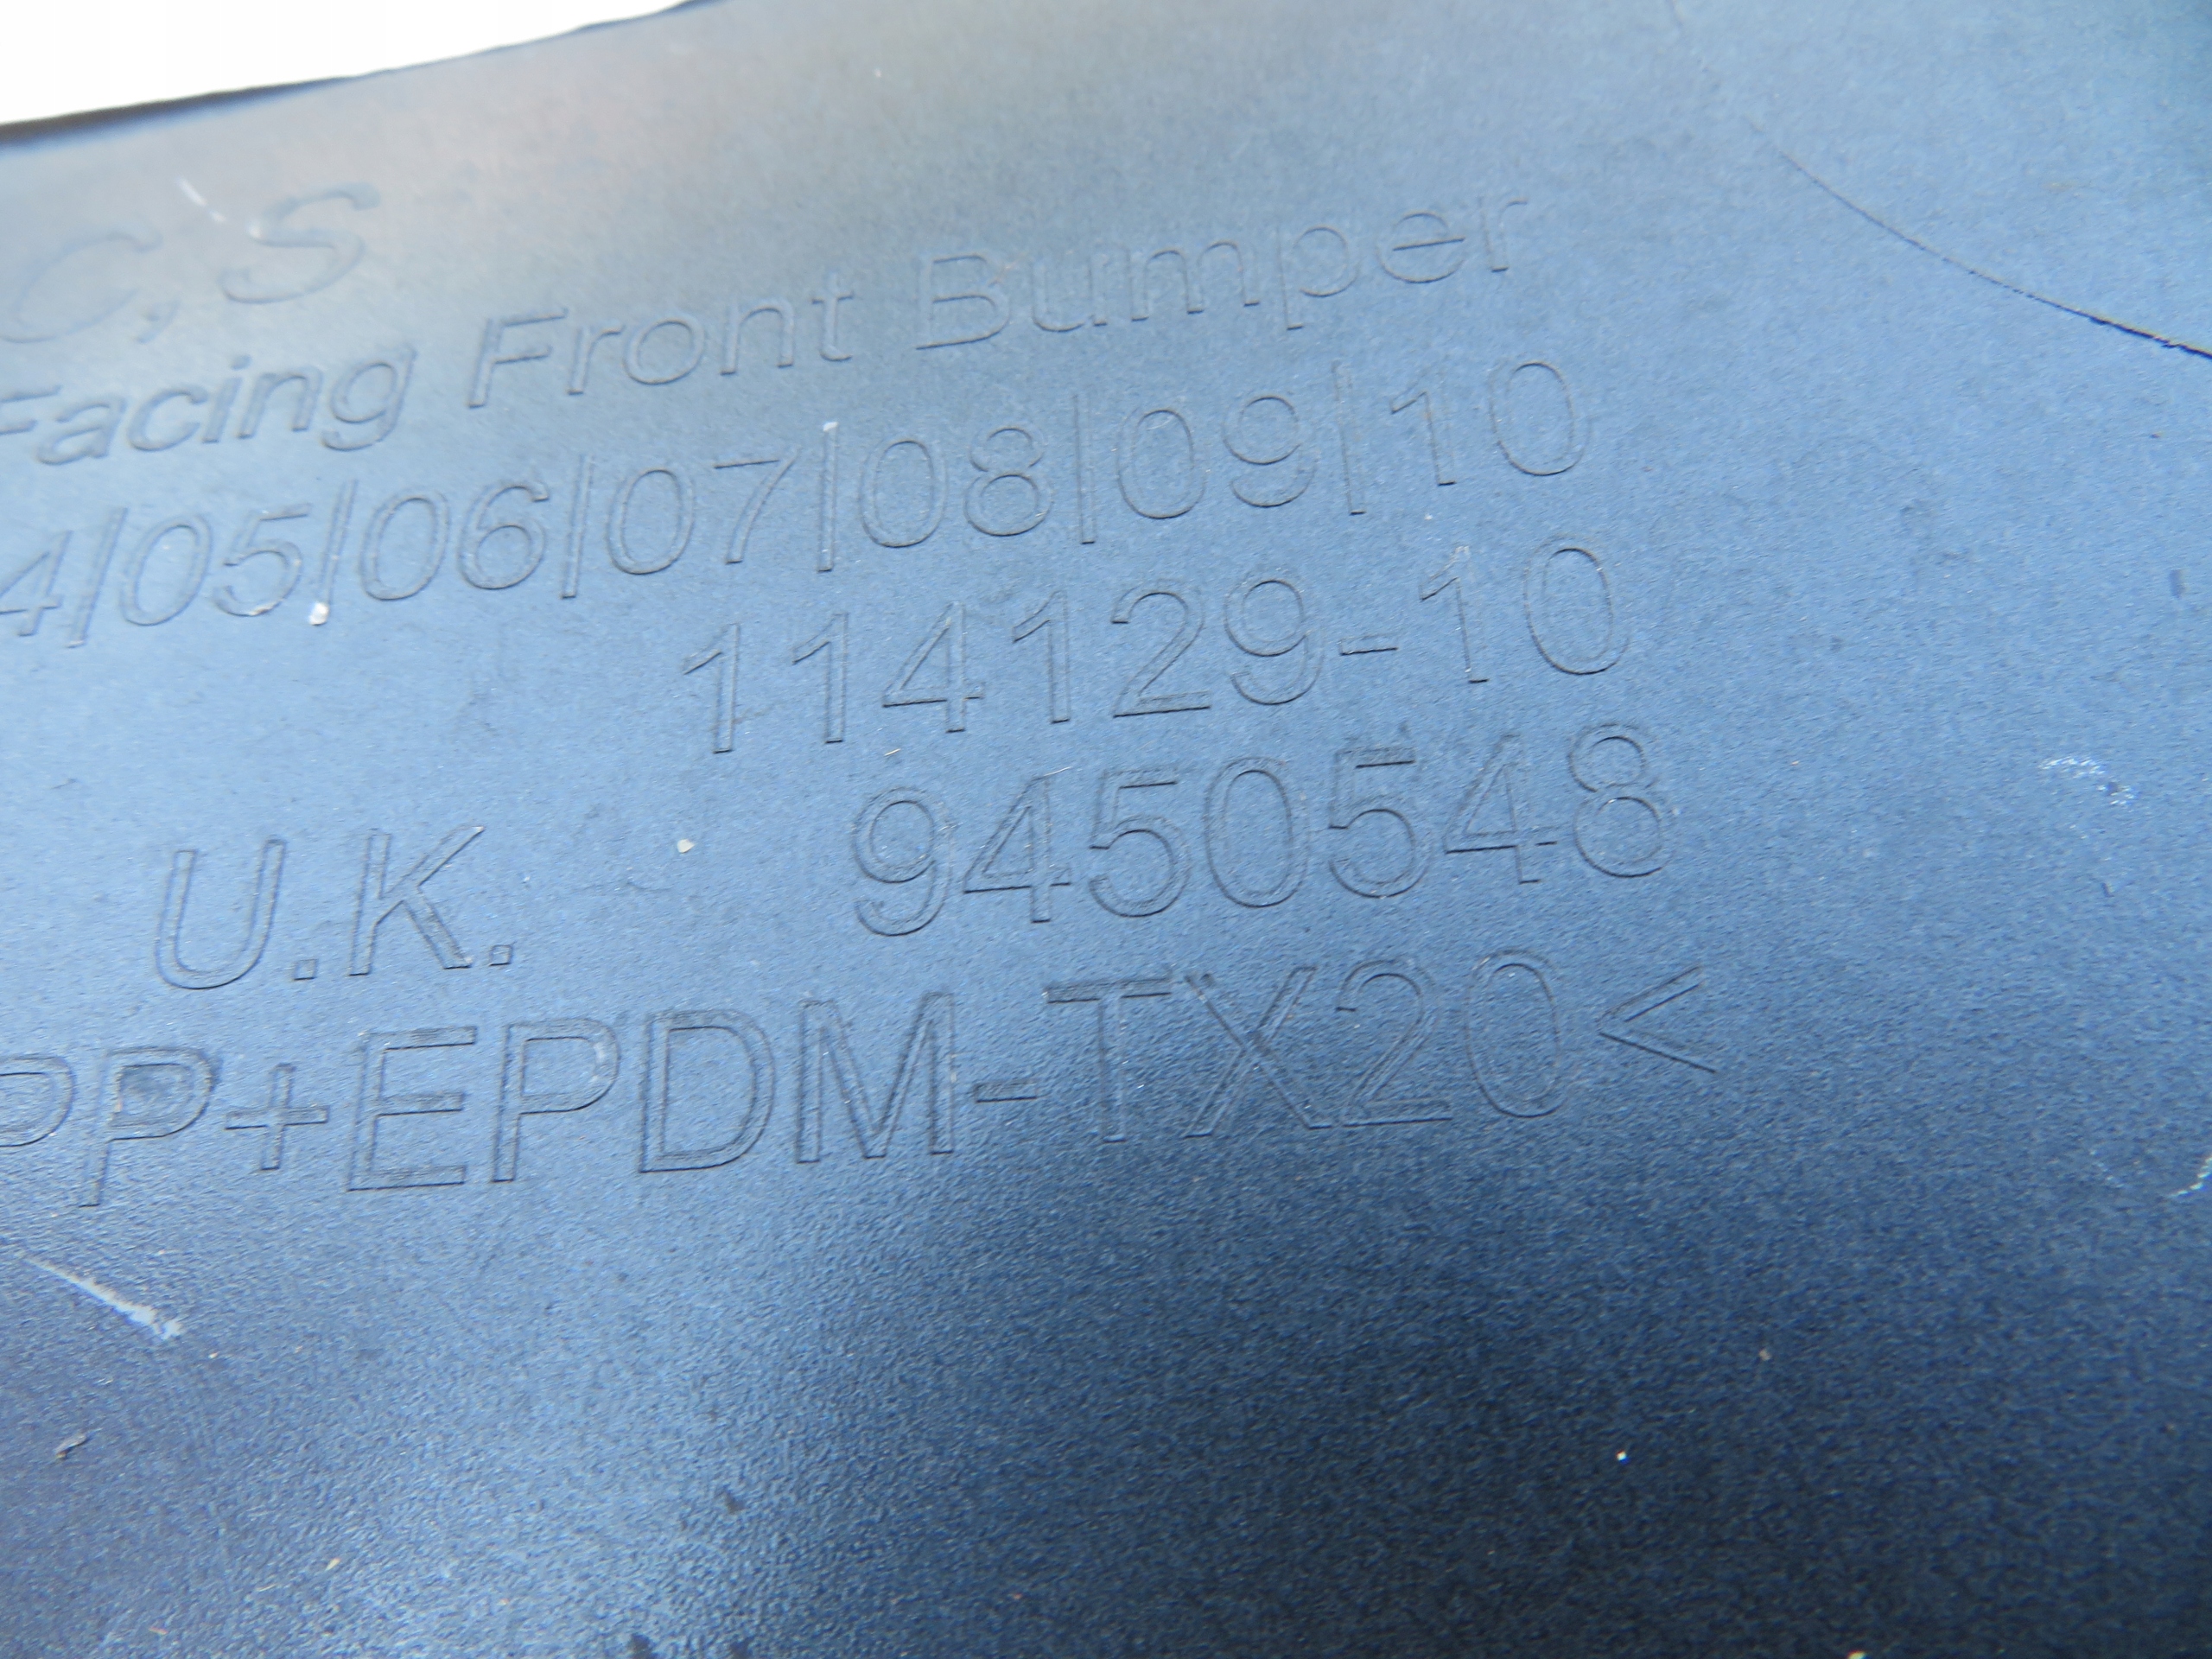 C,S
Facing Front Bumper
4|05|06|07|08|09|10
114129-10
U.K. 9450548
PP+EPDM-TX20<